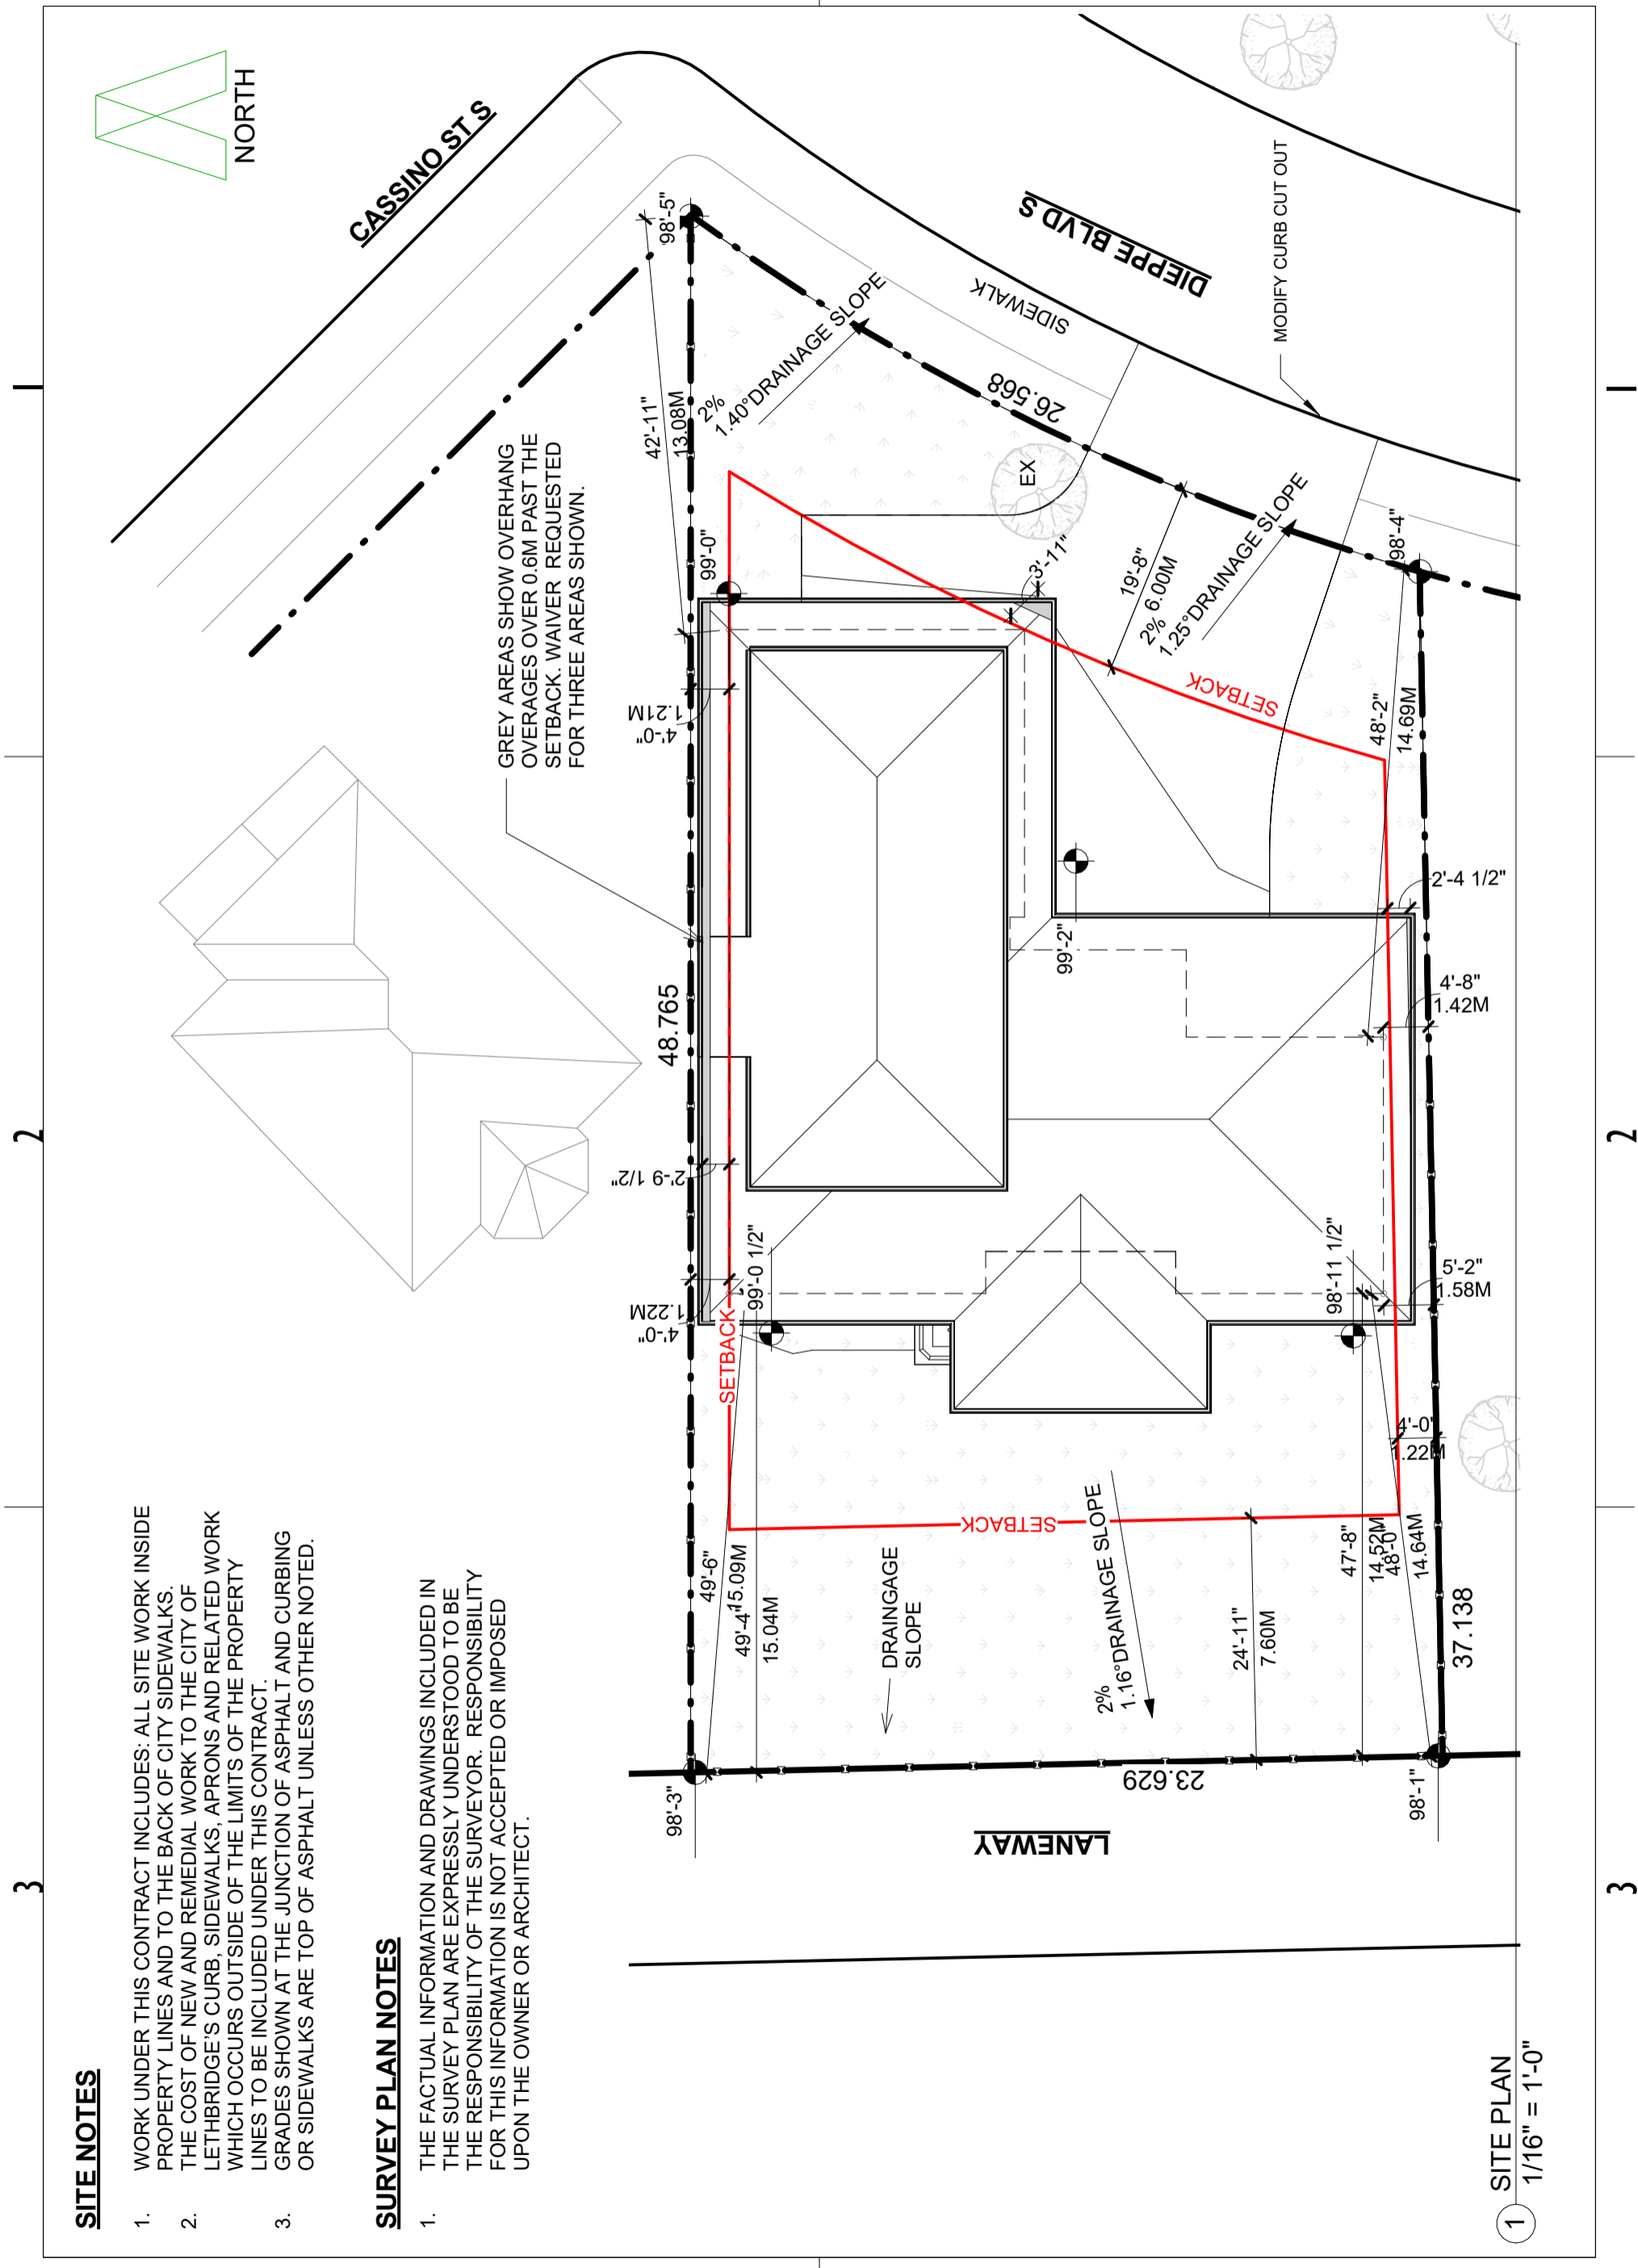 SITE NOTES
1. WORK UNDER THIS CONTRACT INCLUDES: ALL SITE WORK INSIDE
PROPERTY LINES AND TO THE BACK OF CITY SIDEWALKS.
2. THE COST OF NEW AND REMEDIAL WORK TO THE CITY OF
LETHBRIDGE'S CURB, SIDEWALKS, APRONS AND RELATED WORK
WHICH OCCURS OUTSIDE OF THE LIMITS OF THE PROPERTY
LINES TO BE INCLUDED UNDER THIS CONTRACT.
3. GRADES SHOWN AT THE JUNCTION OF ASPHALT AND CURBING
OR SIDEWALKS ARE TOP OF ASPHALT UNLESS OTHER NOTED.
SURVEY PLAN NOTES
1. THE FACTUAL INFORMATION AND DRAWINGS INCLUDED IN
THE SURVEY PLAN ARE EXPRESSLY UNDERSTOOD TO BE
THE RESPONSIBILITY OF THE SURVEYOR. RESPONSIBILITY
FOR THIS INFORMATION IS NOT ACCEPTED OR IMPOSED
UPON THE OWNER OR ARCHITECT.
3
2
1
NORTH
CASSINO ST S
GREY AREAS SHOW OVERHANG
OVERAGES OVER 0.6M PAST THE
SETBACK. WAIVER REQUESTED
FOR THREE AREAS SHOWN.
42'-11"
13.08M
98'-5"
2%
1.40°DRAINAGE SLOPE
48.765
99'-0"
4'-0"
1.21M
2'-9 1/2"
4'-0"
1.22M
98'-3"
49'-6"
15.09M
49'-4"
15.04M
SETBACK
99'-0 1/2"
DRAINGAGE
SLOPE
SETBACK
LANEWAY
23.629
2%
1.16°DRAINAGE SLOPE
24'-11"
7.60M
47'-8"
14.52M
48'-0"
14.64M
98'-1"
37.138
98'-11 1/2"
4'-0"
1.22M
5'-2"
1.58M
4'-8"
1.42M
2'-4 1/2"
99'-2"
48'-2"
14.69M
98'-4"
SETBACK
19'-8"
2% 6.00M
1.25°DRAINAGE SLOPE
3'-11"
EX
26.568
SIDEWALK
DIEPPE BLVD S
MODIFY CURB CUT OUT
1
SITE PLAN
1/16" = 1'-0"
3
2
1